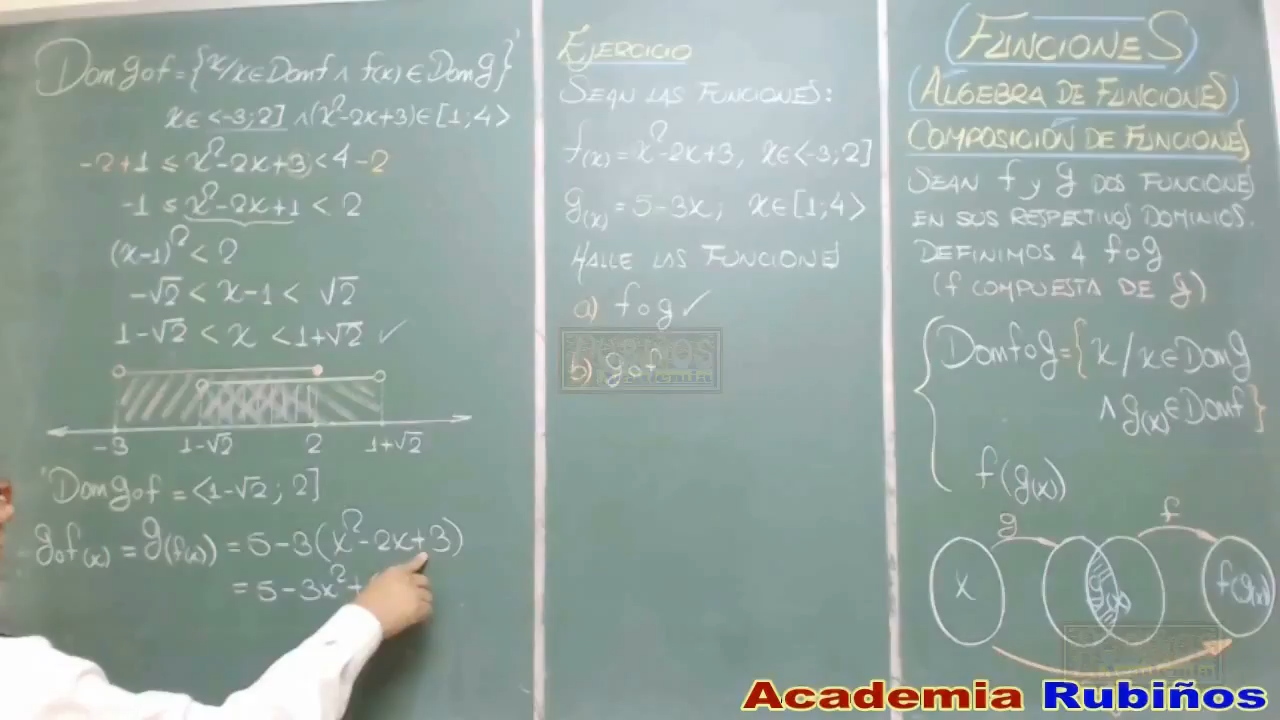 Dom gof = {x/x ∈ Domf ∧ f(x) ∈ Dom g}
x ∈ <-3;2] ∧ (x²-2x+3) ∈ [1;4>
-2+1 ≤ x²-2x+3 < 4-2
-1 ≤ x²-2x+1 < 2
(x-1)² < 2
-√2 < x-1 < √2
1-√2 < x < 1+√2 ✓
-3 1-√2 2 1+√2
Dom gof = <1-√2; 2]
gof(x) = g(f(x)) = 5-3(x²-2x+3)
= 5-3x²+
EJERCICIO
SEAN LAS FUNCIONES:
f(x) = x²-2x+3, x∈<-3;2]
g(x) = 5-3x; x∈[1;4>
HALLE LAS FUNCIONES
a) fog ✓
b) gof
FUNCIONES
ÁLGEBRA DE FUNCIONES
COMPOSICIÓN DE FUNCIONES
SEAN f y g DOS FUNCIONES
EN SUS RESPECTIVOS DOMINIOS.
DEFINIMOS A fog
(f COMPUESTA DE g)
Domfog = {x/x∈Dom g
∧ g(x) ∈ Domf}
f(g(x))
g f
x g(x) f(g(x))
Academia Rubiños